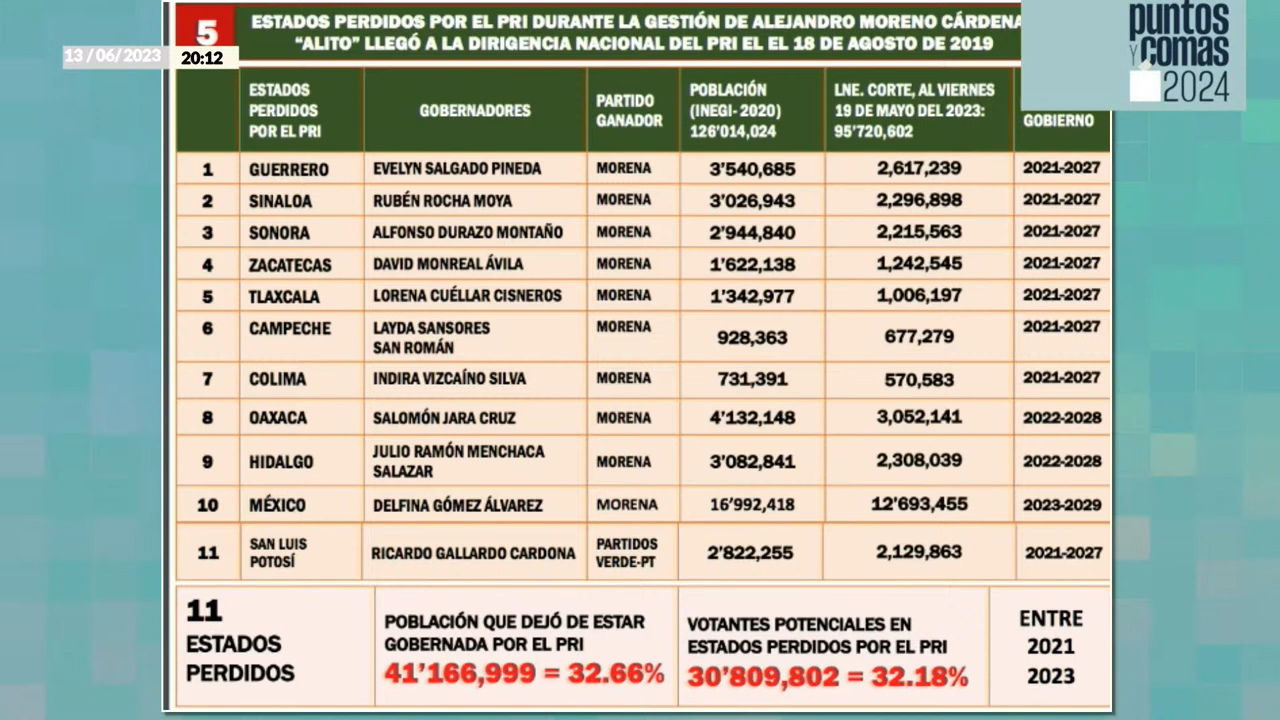 5
ESTADOS PERDIDOS POR EL PRI DURANTE LA GESTIÓN DE ALEJANDRO MORENO CÁRDENA
“ALITO” LLEGÓ A LA DIRIGENCIA NACIONAL DEL PRI EL EL 18 DE AGOSTO DE 2019
puntos
Y comas
2024
13/06/2023 20:12
ESTADOS PERDIDOS POR EL PRI GOBERNADORES PARTIDO GANADOR POBLACIÓN (INEGI- 2020) 126’014,024 LNE. CORTE, AL VIERNES 19 DE MAYO DEL 2023: 95’720,602 GOBIERNO
1 GUERRERO EVELYN SALGADO PINEDA MORENA 3’540,685 2,617,239 2021-2027
2 SINALOA RUBÉN ROCHA MOYA MORENA 3’026,943 2,296,898 2021-2027
3 SONORA ALFONSO DURAZO MONTAÑO MORENA 2’944,840 2,215,563 2021-2027
4 ZACATECAS DAVID MONREAL ÁVILA MORENA 1’622,138 1,242,545 2021-2027
5 TLAXCALA LORENA CUÉLLAR CISNEROS MORENA 1’342,977 1,006,197 2021-2027
6 CAMPECHE LAYDA SANSORES SAN ROMÁN MORENA 928,363 677,279 2021-2027
7 COLIMA INDIRA VIZCAÍNO SILVA MORENA 731,391 570,583 2021-2027
8 OAXACA SALOMÓN JARA CRUZ MORENA 4’132,148 3,052,141 2022-2028
9 HIDALGO JULIO RAMÓN MENCHACA SALAZAR MORENA 3’082,841 2,308,039 2022-2028
10 MÉXICO DELFINA GÓMEZ ÁLVAREZ MORENA 16’992,418 12’693,455 2023-2029
11 SAN LUIS POTOSÍ RICARDO GALLARDO CARDONA PARTIDOS VERDE-PT 2’822,255 2,129,863 2021-2027
11
ESTADOS
PERDIDOS
POBLACIÓN QUE DEJÓ DE ESTAR
GOBERNADA POR EL PRI
41’166,999 = 32.66%
VOTANTES POTENCIALES EN
ESTADOS PERDIDOS POR EL PRI
30’809,802 = 32.18%
ENTRE
2021
2023